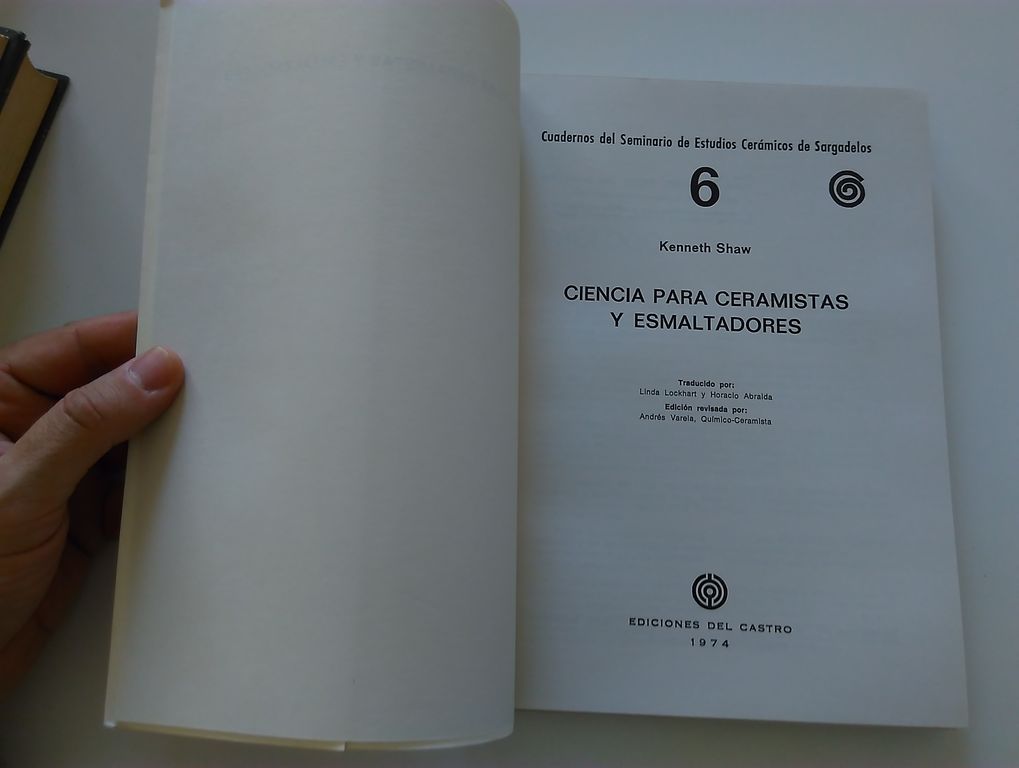 Cuadernos del Seminario de Estudios Cerámicos de Sargadelos
6
Kenneth Shaw
CIENCIA PARA CERAMISTAS
Y ESMALTADORES
Traducido por:
Linda Lockhart y Horacio Abralda
Edición revisada por:
Andrés Varela, Químico-Ceramista
EDICIONES DEL CASTRO
1974